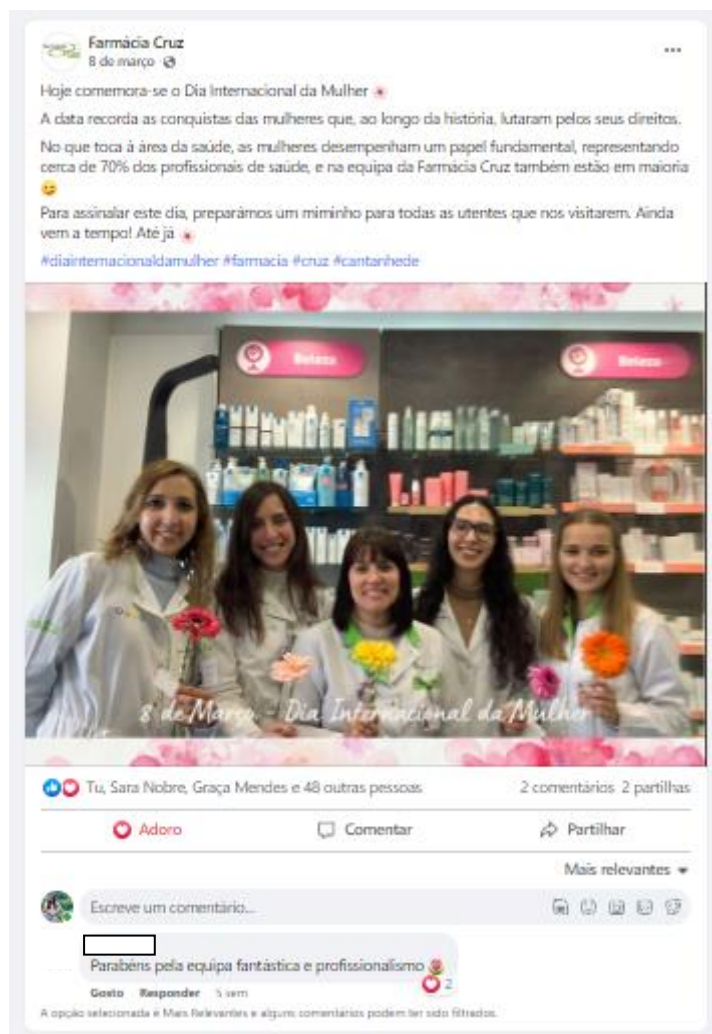 Farmácia Cruz
8 de março
Hoje comemora-se o Dia Internacional da Mulher
A data recorda as conquistas das mulheres que, ao longo da história, lutaram pelos seus direitos.
No que toca à área da saúde, as mulheres desempenham um papel fundamental, representando
cerca de 70% dos profissionais de saúde, e na equipa da Farmácia Cruz também estão em maioria
Para assinalar este dia, preparámos um miminho para todas as utentes que nos visitarem. Ainda
vem a tempo! Até já
#diainternacionaldamulher #farmacia #cruz #cantanhede
Beleza
Beleza
8 de Março - Dia Internacional da Mulher
Tu, Sara Nobre, Graça Mendes e 48 outras pessoas
2 comentários 2 partilhas
Adoro
Comentar
Partilhar
Mais relevantes
Escreve um comentário...
Parabéns pela equipa fantástica e profissionalismo
2
Gosto Responder 5 sem
A opção selecionada é Mais Relevantes e alguns comentários podem ter sido filtrados.